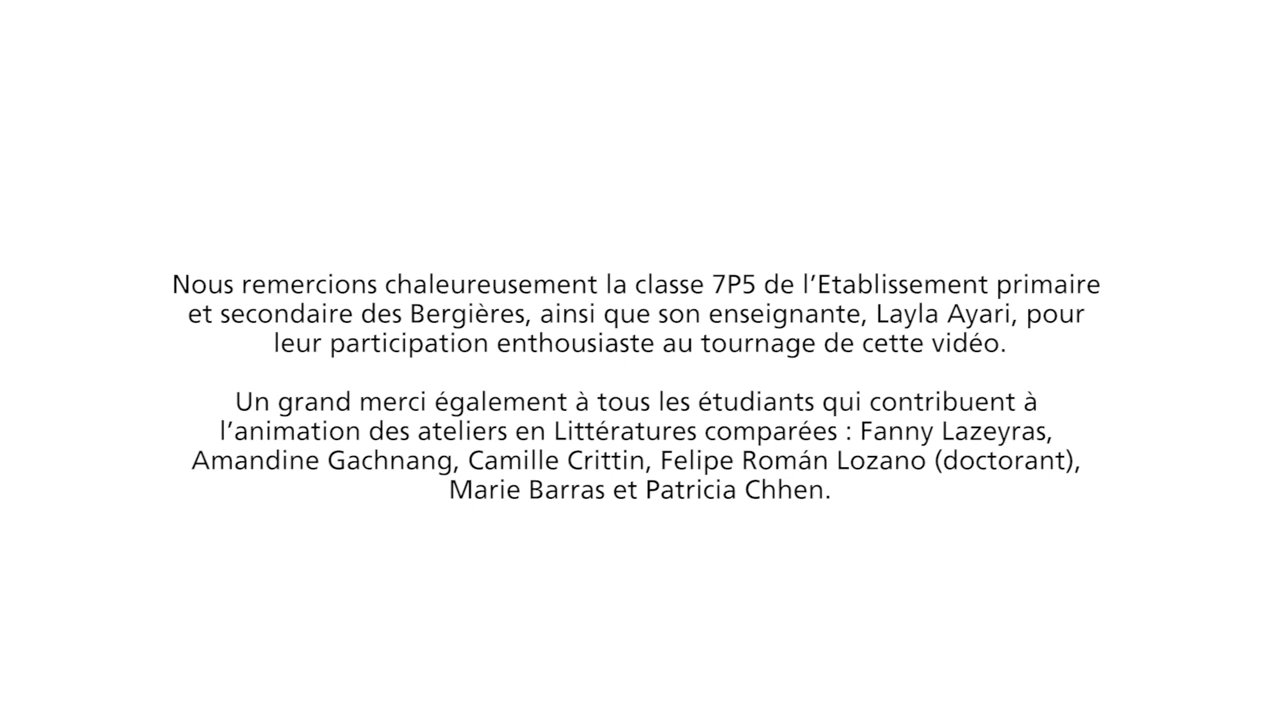 Nous remercions chaleureusement la classe 7P5 de l’Etablissement primaire
et secondaire des Bergières, ainsi que son enseignante, Layla Ayari, pour
leur participation enthousiaste au tournage de cette vidéo.
Un grand merci également à tous les étudiants qui contribuent à
l’animation des ateliers en Littératures comparées : Fanny Lazeyras,
Amandine Gachnang, Camille Crittin, Felipe Román Lozano (doctorant),
Marie Barras et Patricia Chhen.